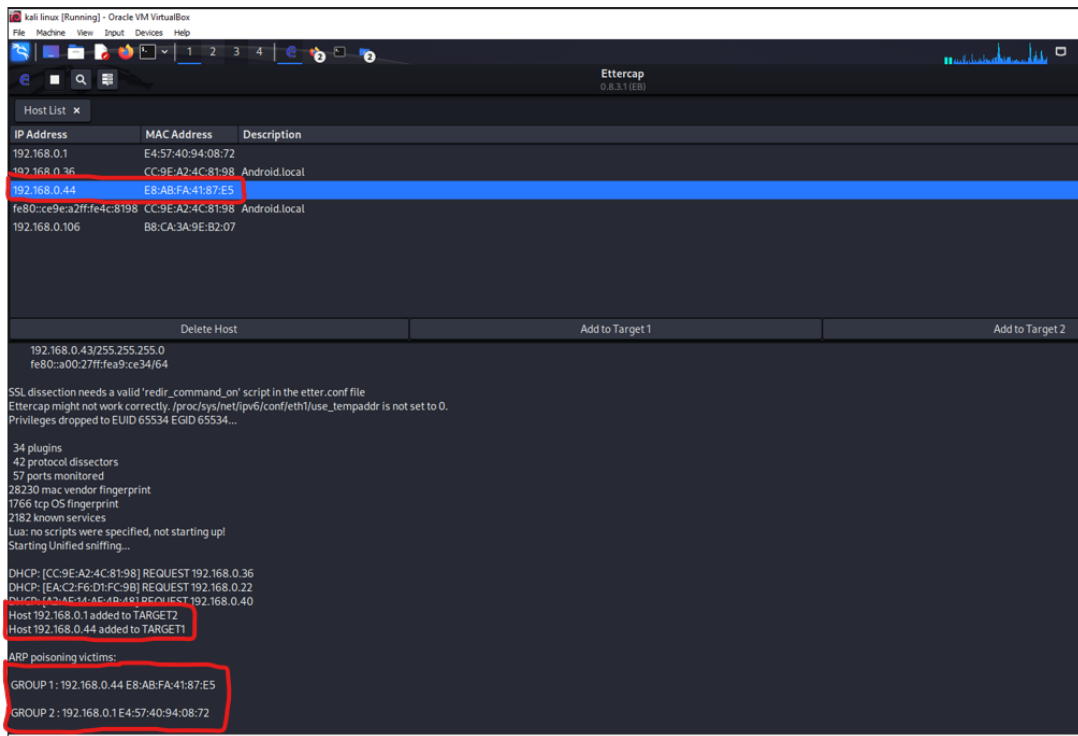 kali linux [Running] - Oracle VM VirtualBox
File Machine View Input Devices Help
1 2 3 4 2 2
Ettercap
0.8.3.1 (EB)
Host List ×
IP Address MAC Address Description
192.168.0.1 E4:57:40:94:08:72
192.168.0.36 CC:9E:A2:4C:81:98 Android.local
192.168.0.44 E8:AB:FA:41:87:E5
fe80::ce9e:a2ff:fe4c:8198 CC:9E:A2:4C:81:98 Android.local
192.168.0.106 B8:CA:3A:9E:B2:07
Delete Host Add to Target 1 Add to Target 2
192.168.0.43/255.255.255.0
fe80::a00:27ff:fea9:ce34/64
SSL dissection needs a valid 'redir_command_on' script in the etter.conf file
Ettercap might not work correctly. /proc/sys/net/ipv6/conf/eth1/use_tempaddr is not set to 0.
Privileges dropped to EUID 65534 EGID 65534...
34 plugins
42 protocol dissectors
57 ports monitored
28230 mac vendor fingerprint
1766 tcp OS fingerprint
2182 known services
Lua: no scripts were specified, not starting up!
Starting Unified sniffing...
DHCP: [CC:9E:A2:4C:81:98] REQUEST 192.168.0.36
DHCP: [EA:C2:F6:D1:FC:9B] REQUEST 192.168.0.22
DHCP: [A2:AE:14:AE:4B:48] REQUEST 192.168.0.40
Host 192.168.0.1 added to TARGET2
Host 192.168.0.44 added to TARGET1
ARP poisoning victims:
GROUP 1 : 192.168.0.44 E8:AB:FA:41:87:E5
GROUP 2 : 192.168.0.1 E4:57:40:94:08:72